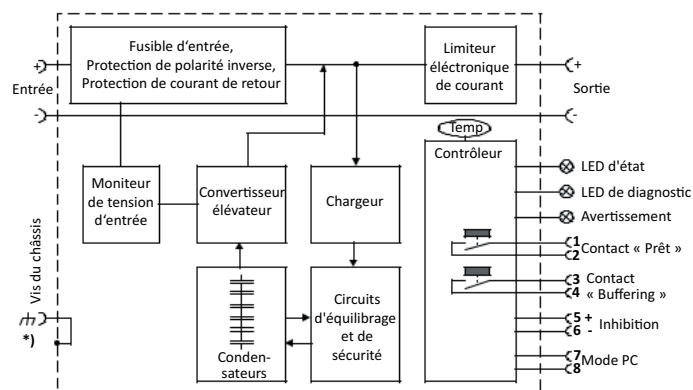 Fusible d'entrée,
Protection de polarité inverse,
Protection de courant de retour
Limiteur
éléctronique
de courant
+
Entrée
-
+
Sortie
-
Temp
Contrôleur
Moniteur
de tension
d'entrée
Convertisseur
élévateur
Chargeur
LED d'état
LED de diagnostic
Avertissement
1
2
Contact « Prêt »
3
4
Contact
« Buffering »
5 +
6 -
Inhibition
7
8
Mode PC
Vis du châsis
*)
Conden-
sateurs
Circuits
d'équilibrage
et de
sécurité